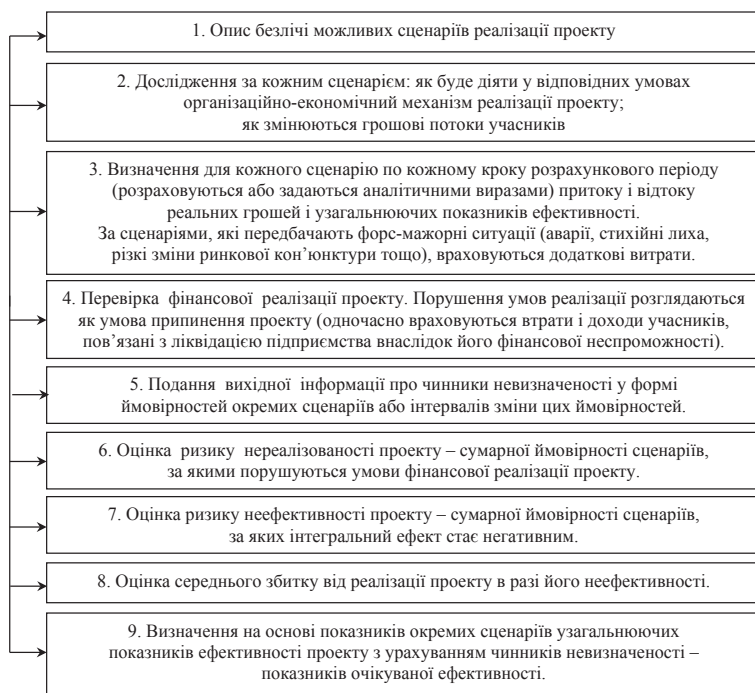 1. Опис безлічі можливих сценаріїв реалізації проекту
2. Дослідження за кожним сценарієм: як буде діяти у відповідних умовах
організаційно-економічний механізм реалізації проекту;
як змінюються грошові потоки учасників
3. Визначення для кожного сценарію по кожному кроку розрахункового періоду
(розраховуються або задаються аналітичними виразами) притоку і відтоку
реальних грошей і узагальнюючих показників ефективності.
За сценаріями, які передбачають форс-мажорні ситуації (аварії, стихійні лиха,
різкі зміни ринкової кон’юнктури тощо), враховуються додаткові витрати.
4. Перевірка фінансової реалізації проекту. Порушення умов реалізації розглядаються
як умова припинення проекту (одночасно враховуються втрати і доходи учасників,
пов’язані з ліквідацією підприємства внаслідок його фінансової неспроможності).
5. Подання вихідної інформації про чинники невизначеності у формі
ймовірностей окремих сценаріїв або інтервалів зміни цих ймовірностей.
6. Оцінка ризику нереалізованості проекту – сумарної ймовірності сценаріїв,
за якими порушуються умови фінансової реалізації проекту.
7. Оцінка ризику неефективності проекту – сумарної ймовірності сценаріїв,
за яких інтегральний ефект стає негативним.
8. Оцінка середнього збитку від реалізації проекту в разі його неефективності.
9. Визначення на основі показників окремих сценаріїв узагальнюючих
показників ефективності проекту з урахуванням чинників невизначеності –
показників очікуваної ефективності.